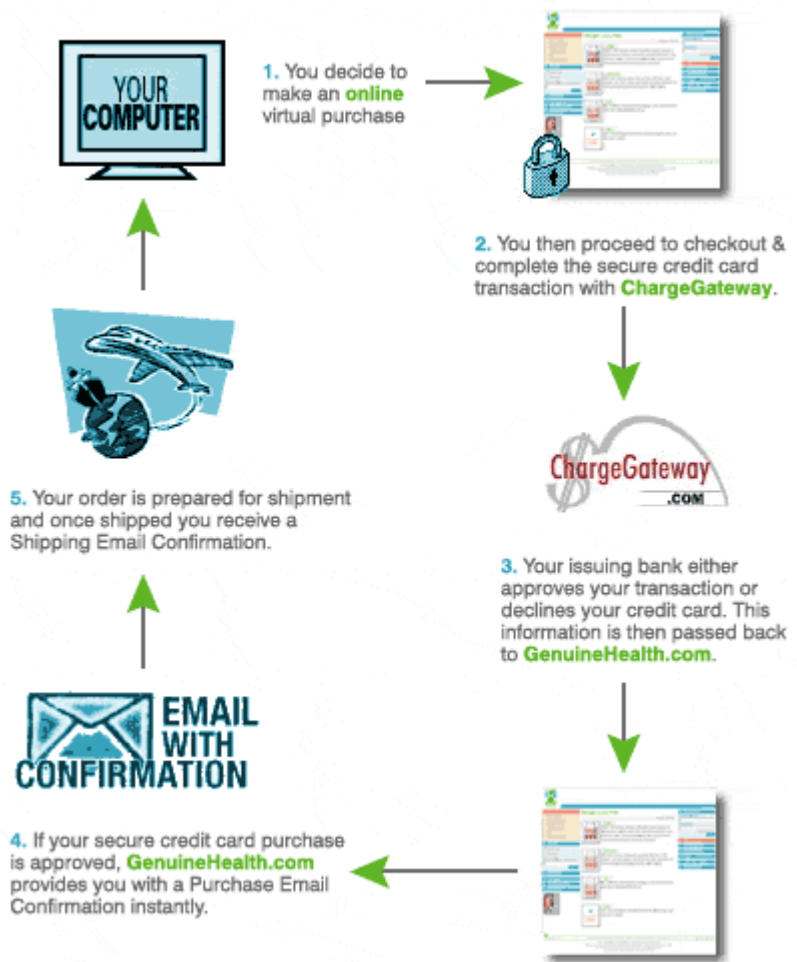 YOUR
COMPUTER
1. You decide to
make an online
virtual purchase
2. You then proceed to checkout &
complete the secure credit card
transaction with ChargeGateway.
ChargeGateway
.COM
3. Your issuing bank either
approves your transaction or
declines your credit card. This
information is then passed back
to GenuineHealth.com.
4. If your secure credit card purchase
is approved, GenuineHealth.com
provides you with a Purchase Email
Confirmation instantly.
EMAIL
WITH
CONFIRMATION
5. Your order is prepared for shipment
and once shipped you receive a
Shipping Email Confirmation.